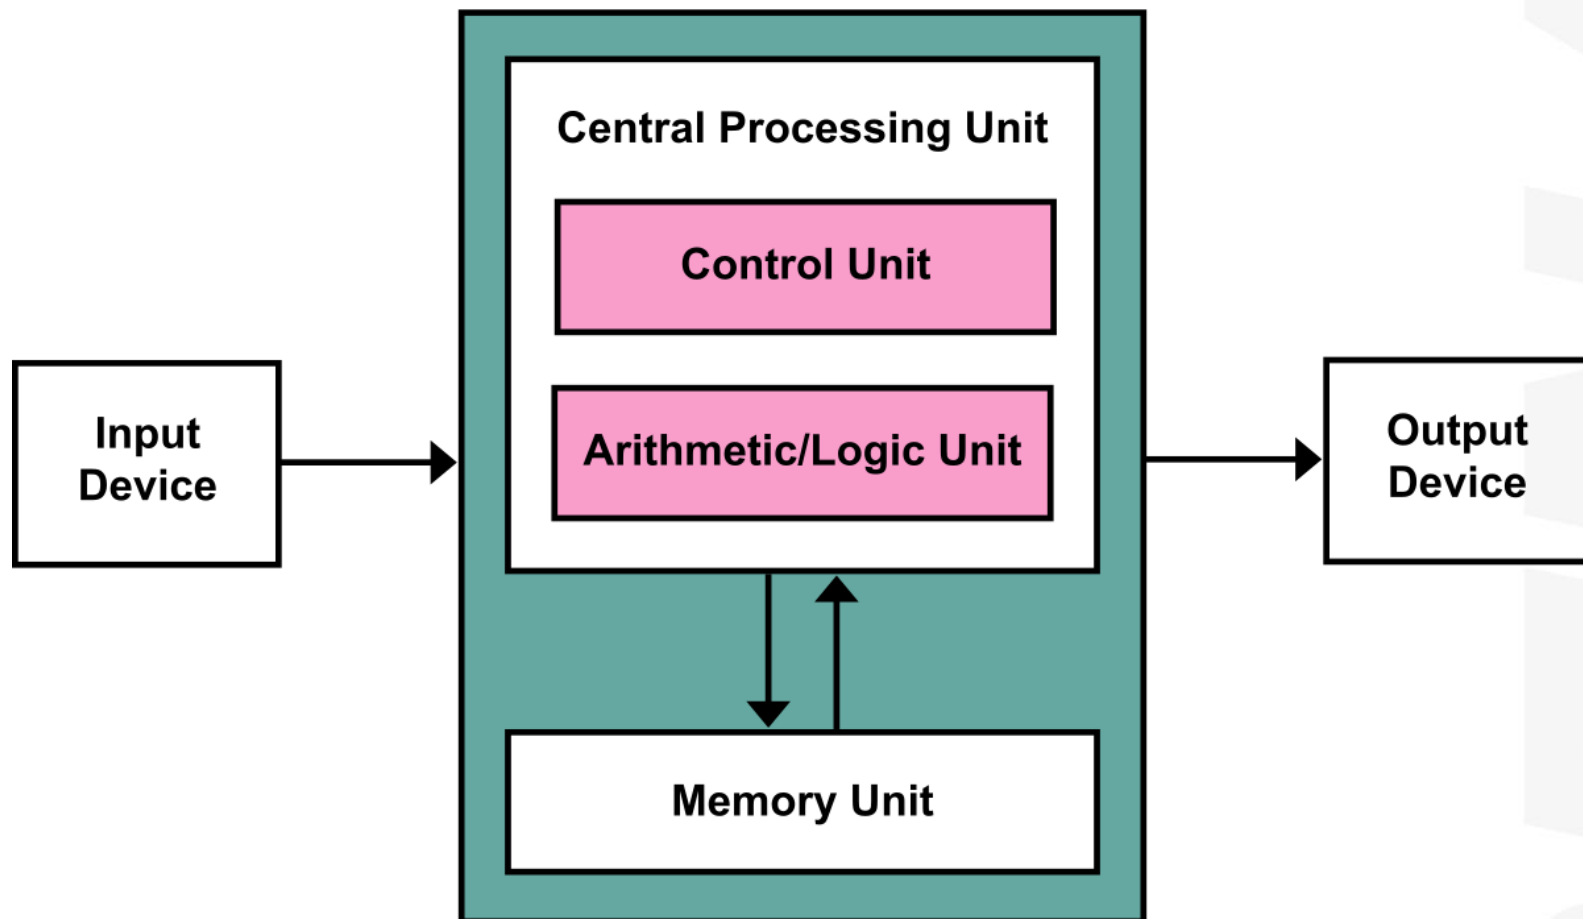 Central Processing Unit
Control Unit
Arithmetic/Logic Unit
Input
Device
Output
Device
Memory Unit